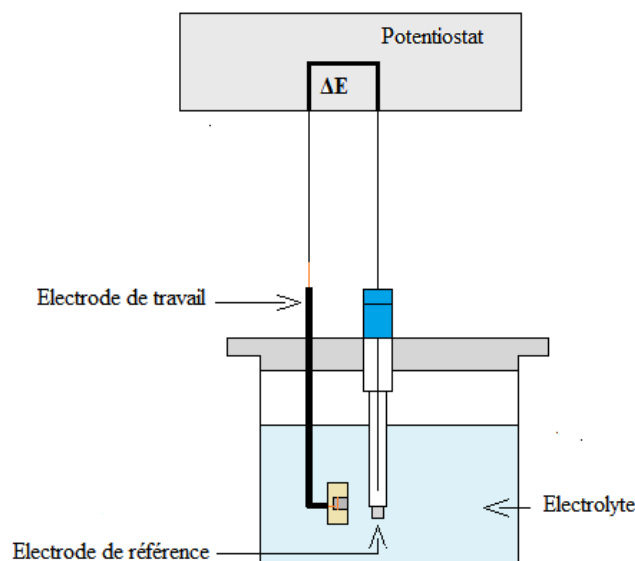 Potentiostat
ΔE
Electrode de travail
Electrolyte
Electrode de référence